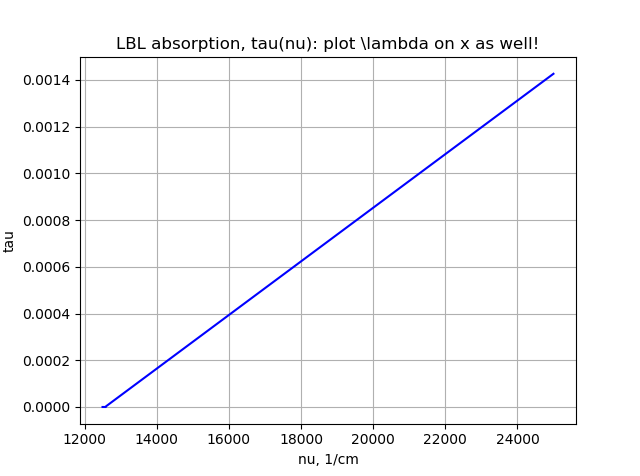 LBL absorption, tau(nu): plot \lambda on x as well!
0.0014
0.0012
0.0010
0.0008
0.0006
0.0004
0.0002
0.0000
tau
12000 14000 16000 18000 20000 22000 24000
nu, 1/cm